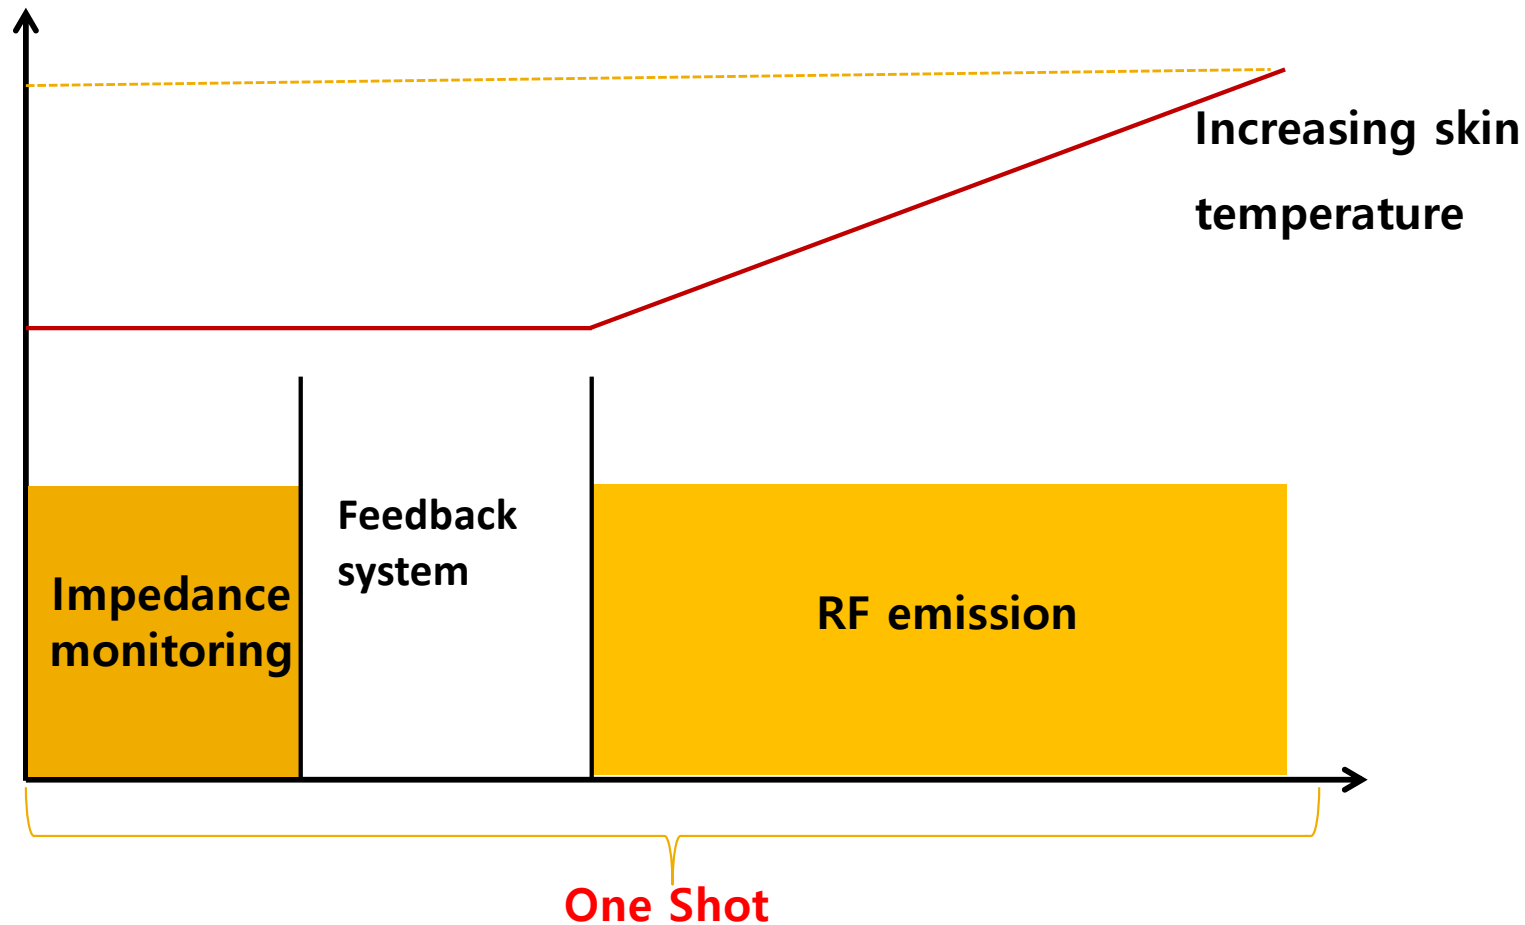 Increasing skin
temperature
Feedback
system
Impedance
monitoring
RF emission
One Shot